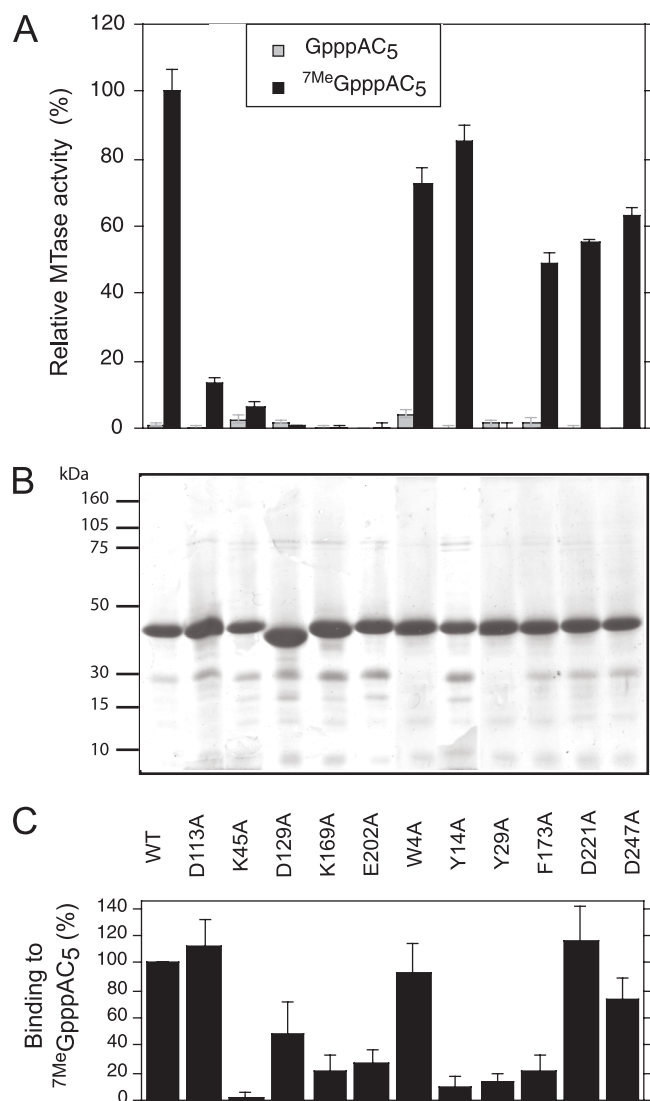 A
120
100
80
60
40
20
0
Relative MTase actvity (%)
GpppAC5
7MeGpppAC5
B
kDa
160
105
75
50
30
15
10
C
WT
D113A
K45A
D129A
K169A
E202A
W4A
Y14A
Y29A
F173A
D221A
D247A
140
120
100
80
60
40
20
0
Binding to
7MeGpppAC5 (%)